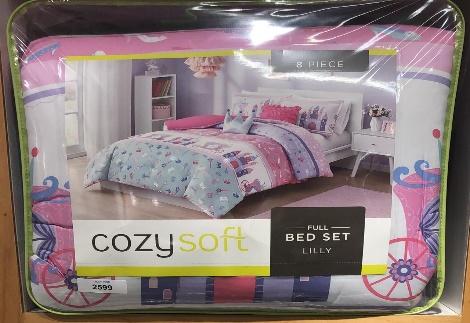 8 PIECE
cozysoft
FULL
BED SET
LILLY
2599